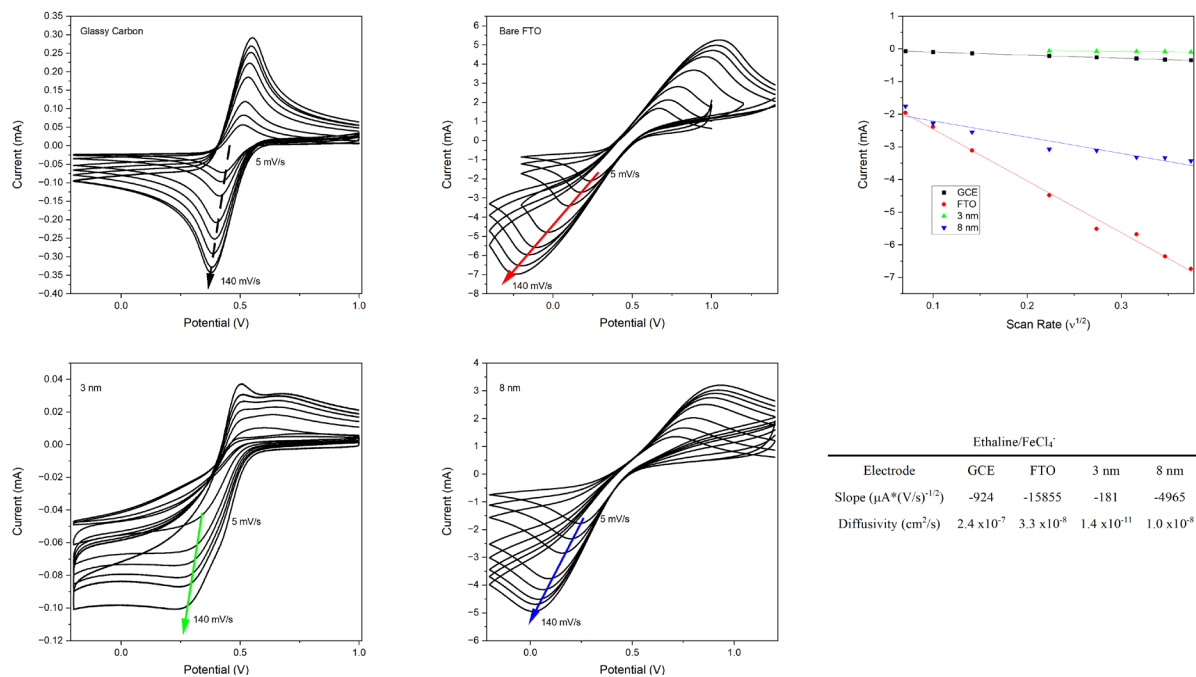 Glassy Carbon
0.35
0.30
0.25
0.20
0.15
0.10
0.05
0.00
−0.05
−0.10
−0.15
−0.20
−0.25
−0.30
−0.35
−0.40
Current (mA)
5 mV/s
140 mV/s
0.0 0.5 1.0
Potential (V)
Bare FTO
7
6
5
4
3
2
1
0
−1
−2
−3
−4
−5
−6
−7
−8
Current (mA)
5 mV/s
140 mV/s
0.0 0.5 1.0
Potential (V)
1
0
−1
−2
−3
−4
−5
−6
−7
Current (mA)
GCE
FTO
3 nm
8 nm
0.1 0.2 0.3
Scan Rate (ν1/2)
3 nm
0.04
0.02
0.00
−0.02
−0.04
−0.06
−0.08
−0.10
−0.12
Current (mA)
5 mV/s
140 mV/s
0.0 0.5 1.0
Potential (V)
8 nm
4
3
2
1
0
−1
−2
−3
−4
−5
−6
Current (mA)
5 mV/s
140 mV/s
0.0 0.5 1.0
Potential (V)
Ethaline/FeCl4-
Electrode GCE FTO 3 nm 8 nm
Slope (μA*(V/s)-1/2) -924 -15855 -181 -4965
Diffusivity (cm2/s) 2.4 x10-7 3.3 x10-8 1.4 x10-11 1.0 x10-8